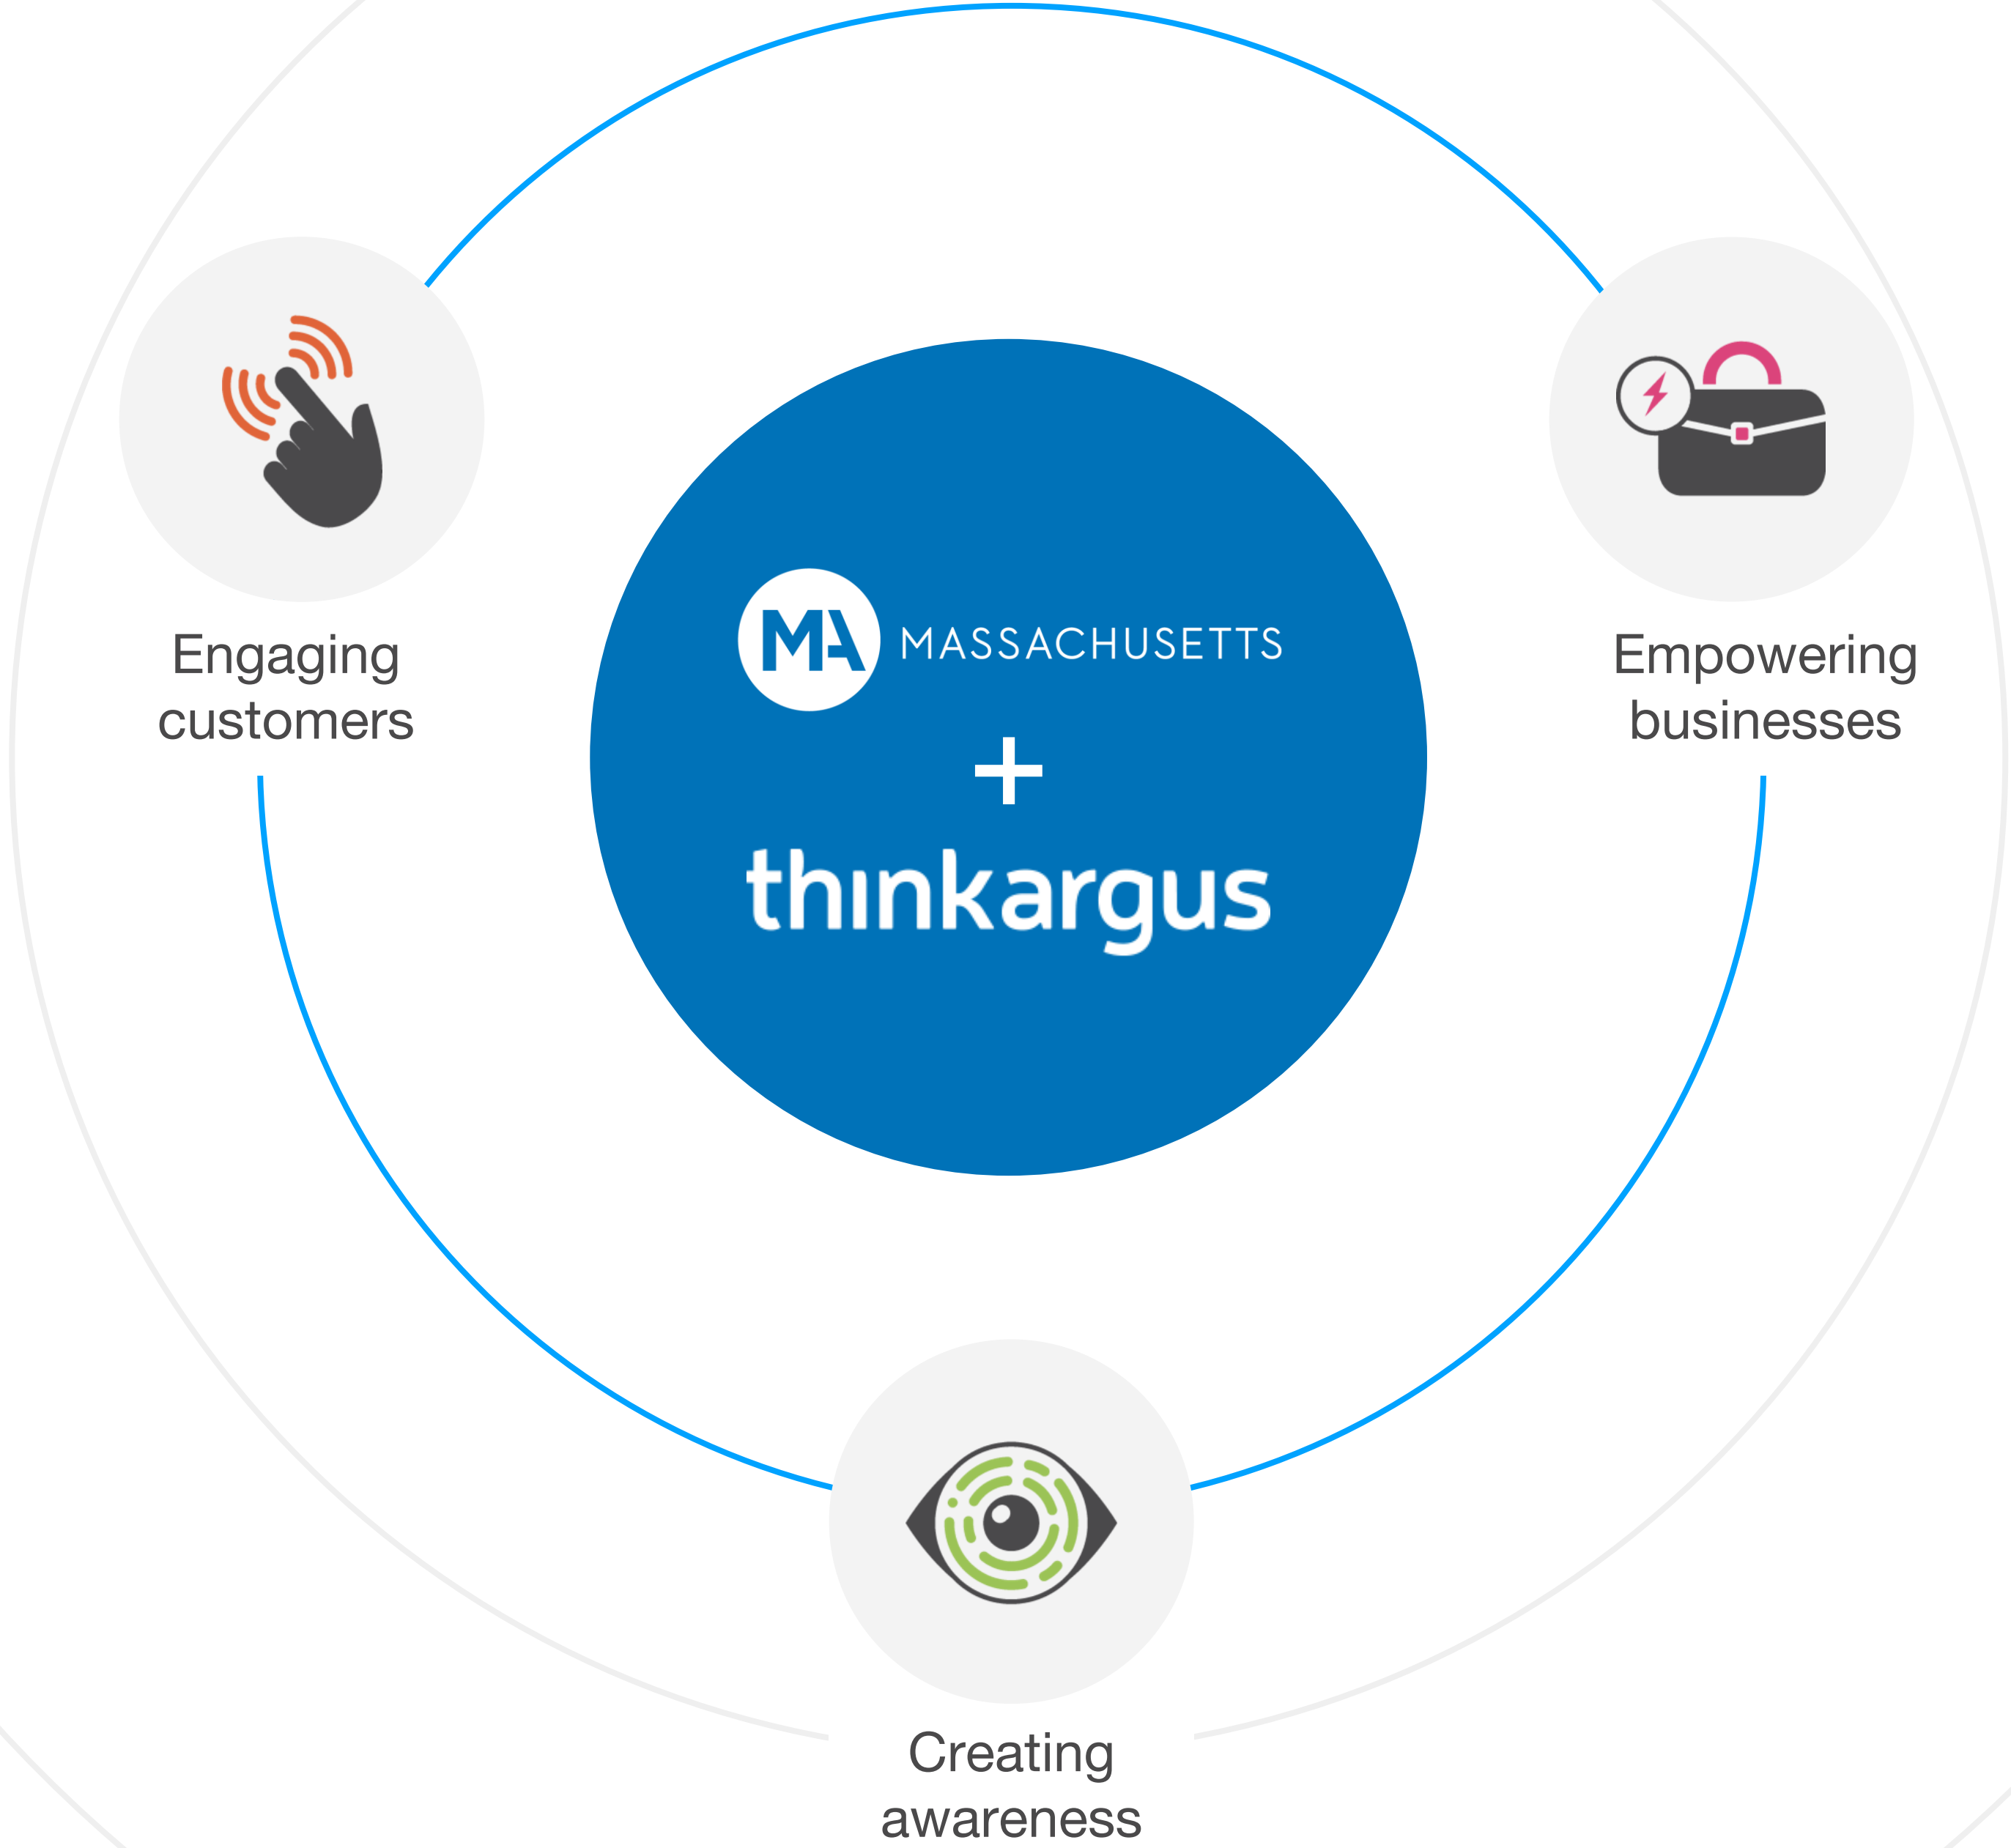 Engaging
customers
Empowering
businesses
MA MASSACHUSETTS
+
thinkargus
Creating
awareness